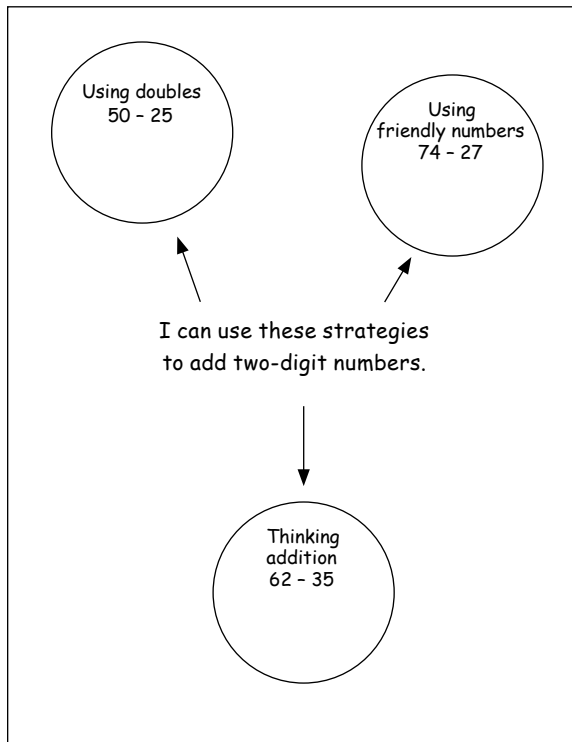 Using doubles
50 – 25
Using
friendly numbers
74 – 27
I can use these strategies
to add two-digit numbers.
Thinking
addition
62 – 35